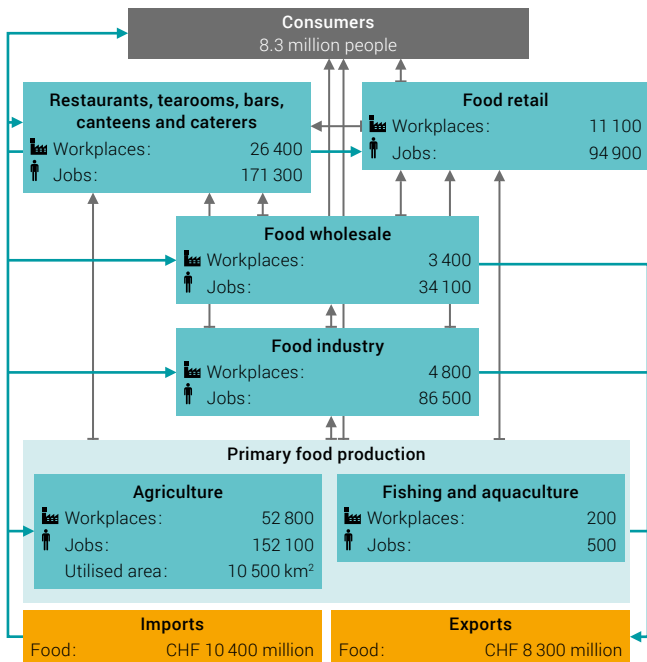 Consumers
8.3 million people
Restaurants, tearooms, bars,
canteens and caterers
Workplaces: 26 400
Jobs: 171 300
Food retail
Workplaces: 11 100
Jobs: 94 900
Food wholesale
Workplaces: 3 400
Jobs: 34 100
Food industry
Workplaces: 4 800
Jobs: 86 500
Primary food production
Agriculture
Workplaces: 52 800
Jobs: 152 100
Utilised area: 10 500 km²
Fishing and aquaculture
Workplaces: 200
Jobs: 500
Imports
Food: CHF 10 400 million
Exports
Food: CHF 8 300 million